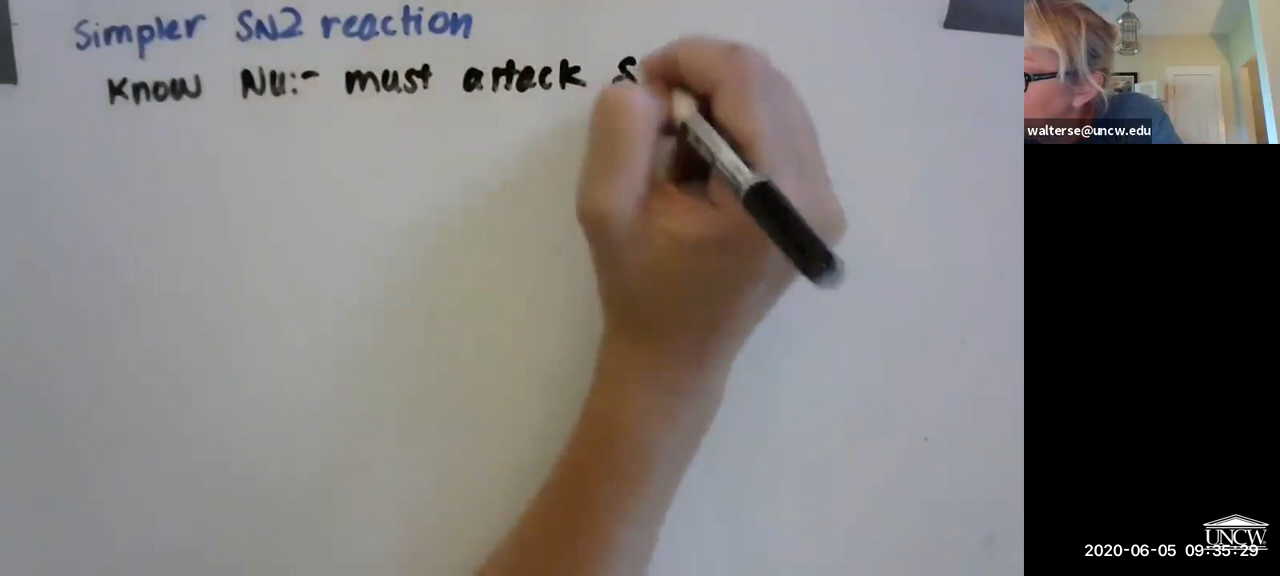 Simpler SN2 reaction
Know Nu:- must attack S
walterse@uncw.edu
UNCW
2020-06-05 09:35:29